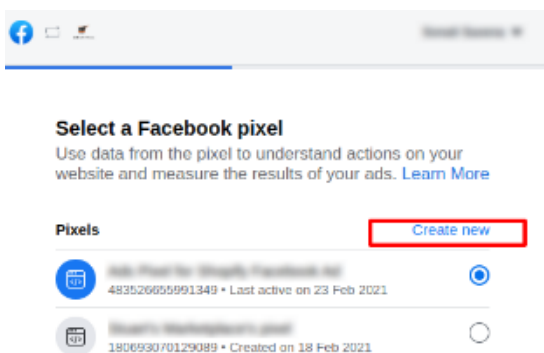 Select a Facebook pixel
Use data from the pixel to understand actions on your
website and measure the results of your ads. Learn More
Pixels
Create new
483526655991349 • Last active on 23 Feb 2021
180693070129089 • Created on 18 Feb 2021